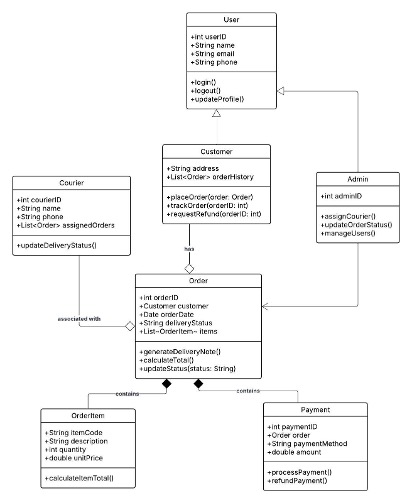 User
+int userID
+String name
+String email
+String phone
+login()
+logout()
+updateProfile()
Customer
+String address
+List<Order> orderHistory
+placeOrder(order: Order)
+trackOrder(orderID: int)
+requestRefund(orderID: int)
Admin
+int adminID
+assignCourier()
+updateOrderStatus()
+manageUsers()
Courier
+int courierID
+String name
+String phone
+List<Order> assignedOrders
+updateDeliveryStatus()
has
Order
+int orderID
+Customer customer
+Date orderDate
+String deliveryStatus
+List~OrderItem~ items
+generateDeliveryNote()
+calculateTotal()
+updateStatus(status: String)
associated with
contains
contains
OrderItem
+String itemCode
+String description
+int quantity
+double unitPrice
+calculateItemTotal()
Payment
+int paymentID
+Order order
+String paymentMethod
+double amount
+processPayment()
+refundPayment()